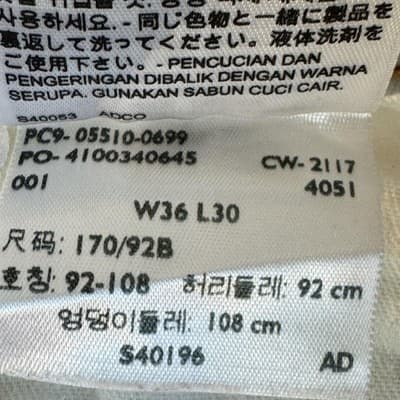 사용하세요. - 同じ色物と一緒に製品を
裏返して洗ってください。液体洗剤を
ご使用下さい。- PENCUCIAN DAN
PENGERINGAN DIBALIK DENGAN WARNA
SERUPA. GUNAKAN SABUN CUCI CAIR.
S40053 ADCO
PC9-05510-0699
PO-4100340645 CW-2117
001 4051
W36 L30
尺码: 170/92B
호칭: 92-108 허리둘레: 92 cm
엉덩이둘레: 108 cm
S40196 AD